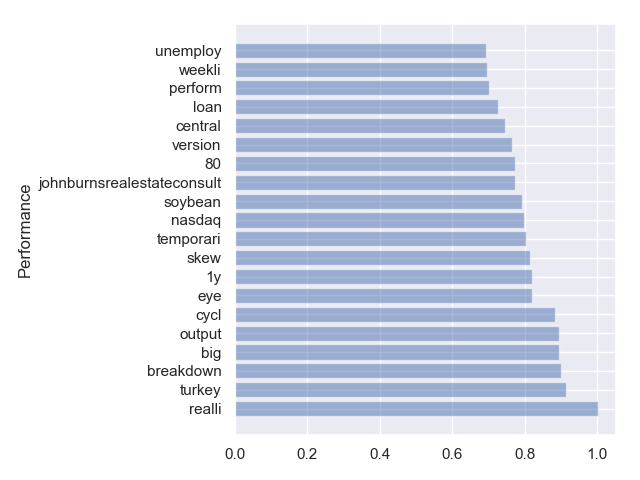 unemploy
weekli
perform
loan
central
version
80
johnburnsrealestateconsult
soybean
nasdaq
temporari
skew
1y
eye
cycl
output
big
breakdown
turkey
realli
Performance
0.0 0.2 0.4 0.6 0.8 1.0